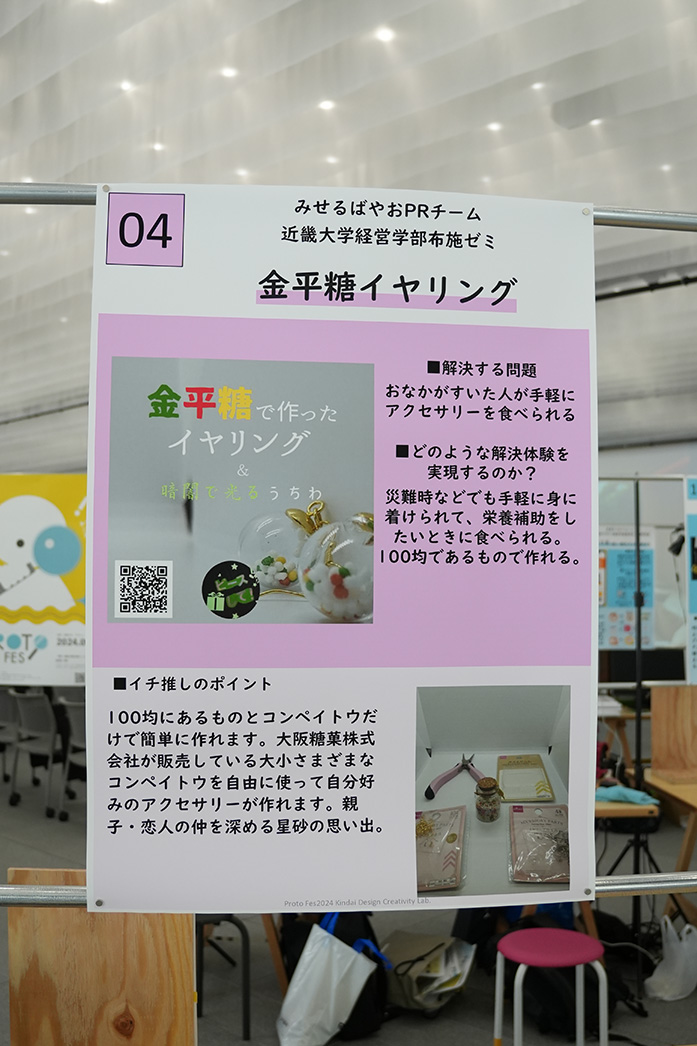 04
みせるばやおPRチーム
近畿大学経営学部布施ゼミ
金平糖イヤリング
金平糖で作った
イヤリング
&
暗闇で光るうちわ
■解決する問題
おなかがすいた人が手軽に
アクセサリーを食べられる
■どのような解決体験を
実現するのか？
災難時などでも手軽に身に
着けられて、栄養補助をし
たいときに食べられる。
100均であるもので作れる。
■イチ推しのポイント
100均にあるものとコンペイトウだ
けで簡単に作れます。大阪糖菓株式
会社が販売している大小さまざまな
コンペイトウを自由に使って自分好
みのアクセサリーが作れます。親
子・恋人の仲を深める星砂の思い出。
Proto Fes2024 Kindai Design Creativity Lab.
ROTO
FES
2024.0